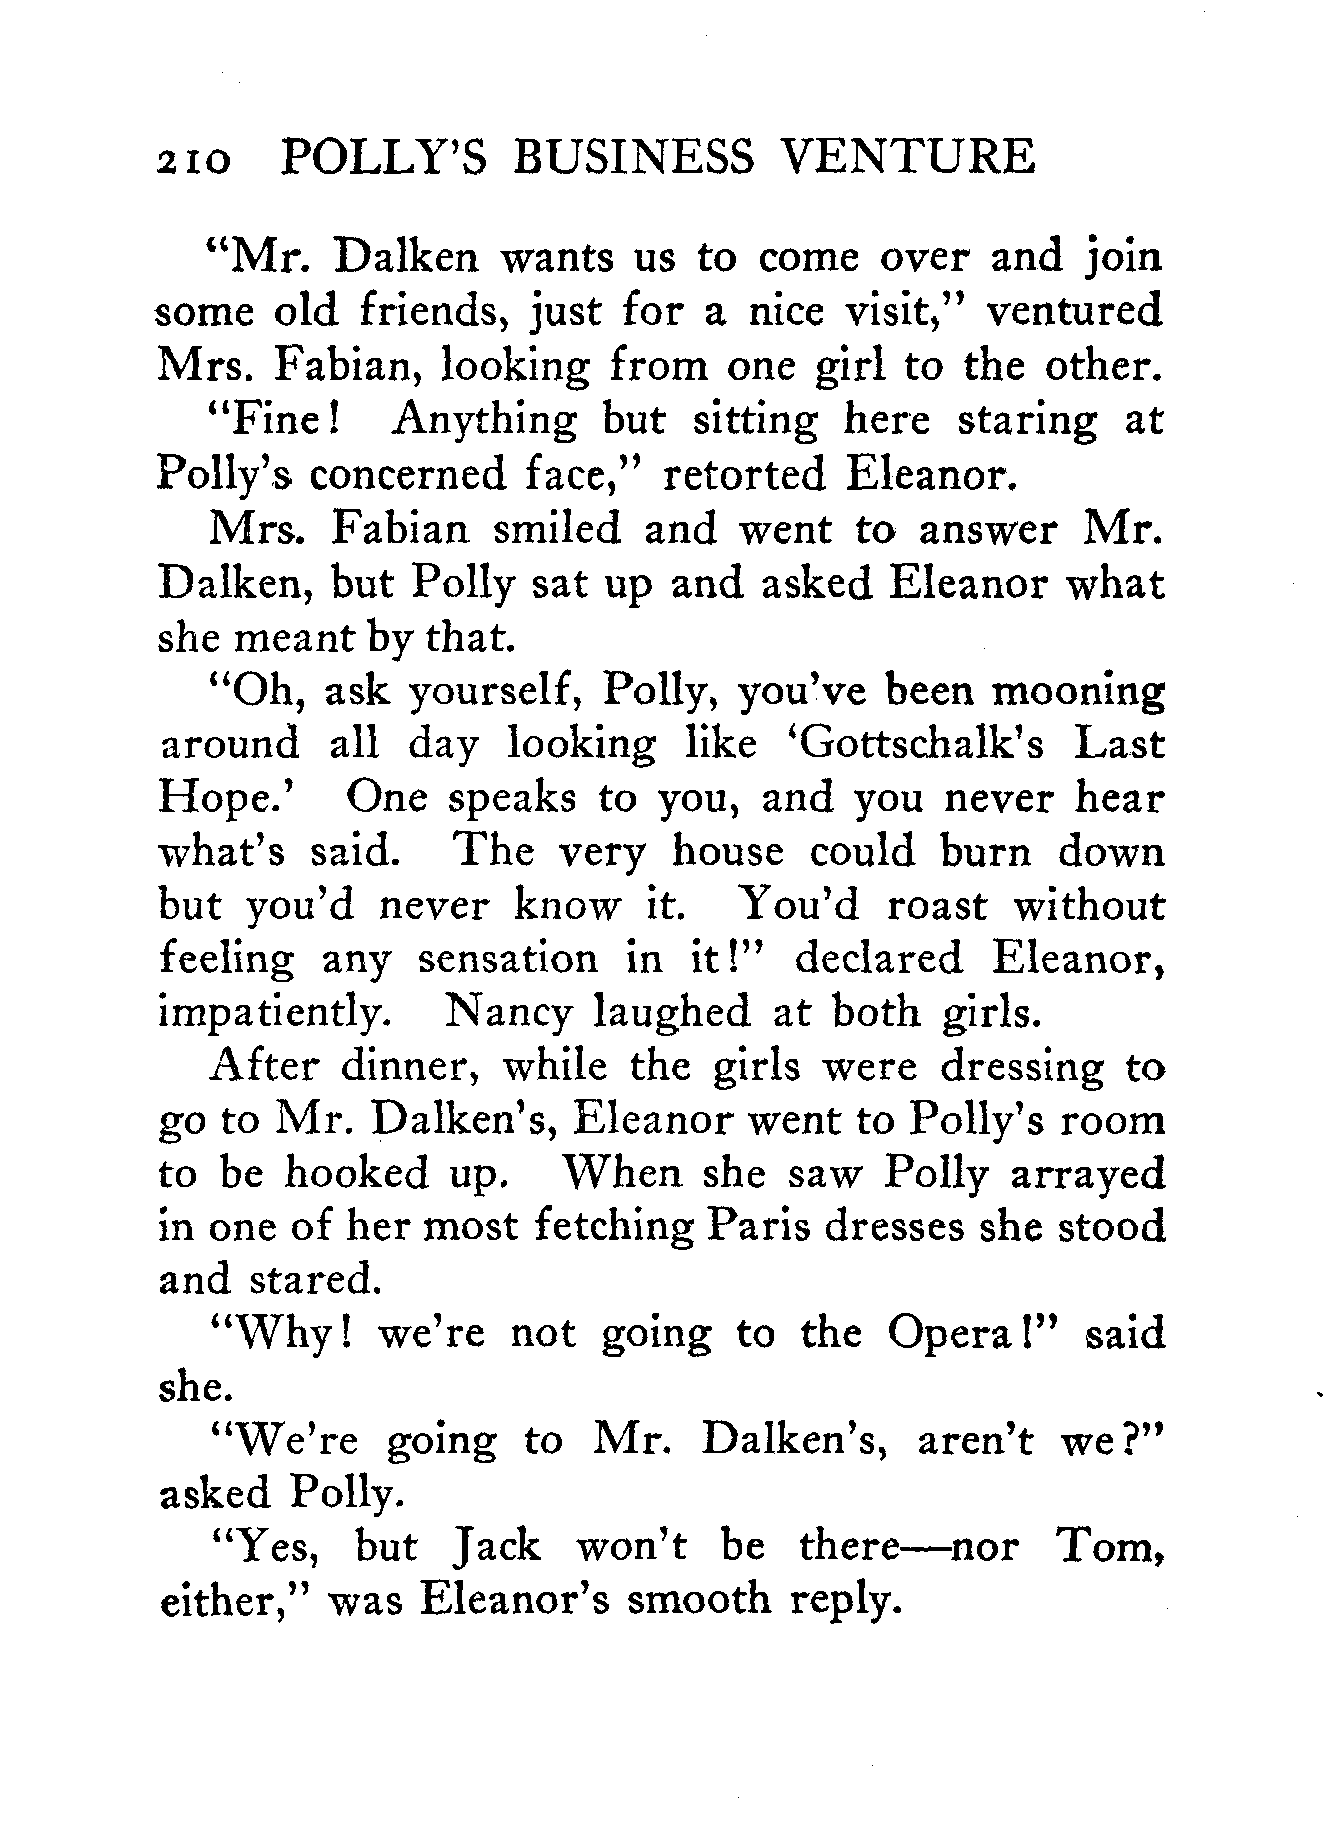 210 POLLY'S BUSINESS VENTURE
"Mr. Dalken wants us to come over and join
some old friends, just for a nice visit," ventured
Mrs. Fabian, looking from one girl to the other.
"Fine! Anything but sitting here staring at
Polly's concerned face," retorted Eleanor.
Mrs. Fabian smiled and went to answer Mr.
Dalken, but Polly sat up and asked Eleanor what
she meant by that.
"Oh, ask yourself, Polly, you've been mooning
around all day looking like 'Gottschalk's Last
Hope.' One speaks to you, and you never hear
what's said. The very house could burn down
but you'd never know it. You'd roast without
feeling any sensation in it!" declared Eleanor,
impatiently. Nancy laughed at both girls.
After dinner, while the girls were dressing to
go to Mr. Dalken's, Eleanor went to Polly's room
to be hooked up. When she saw Polly arrayed
in one of her most fetching Paris dresses she stood
and stared.
"Why! we're not going to the Opera!" said
she.
"We're going to Mr. Dalken's, aren't we?"
asked Polly.
"Yes, but Jack won't be there—nor Tom,
either," was Eleanor's smooth reply.